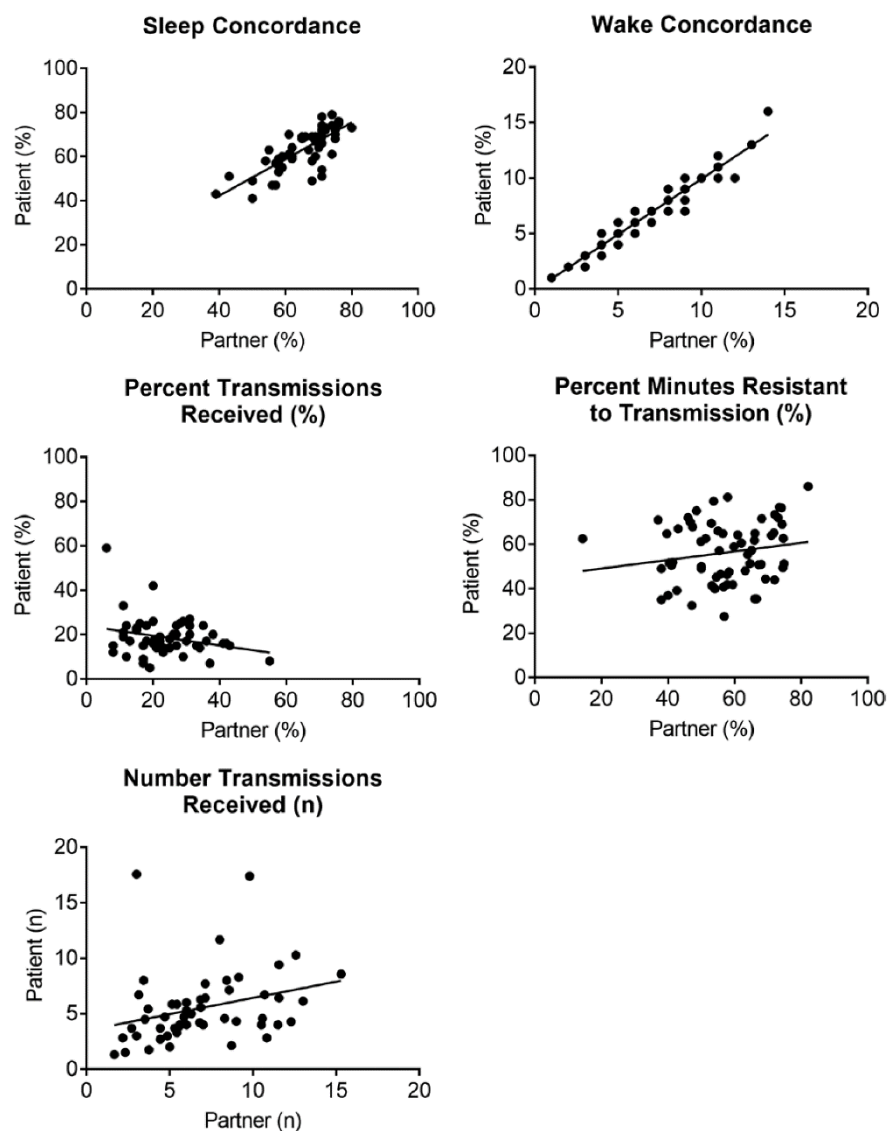 Sleep Concordance
100
80
60
40
20
0
Patient (%)
0 20 40 60 80 100
Partner (%)
Wake Concordance
20
15
10
5
0
Patient (%)
0 5 10 15 20
Partner (%)
Percent Transmissions
Received (%)
100
80
60
40
20
0
Patient (%)
0 20 40 60 80 100
Partner (%)
Percent Minutes Resistant
to Transmission (%)
100
80
60
40
20
0
Patient (%)
0 20 40 60 80 100
Partner (%)
Number Transmissions
Received (n)
20
15
10
5
0
Patient (n)
0 5 10 15 20
Partner (n)